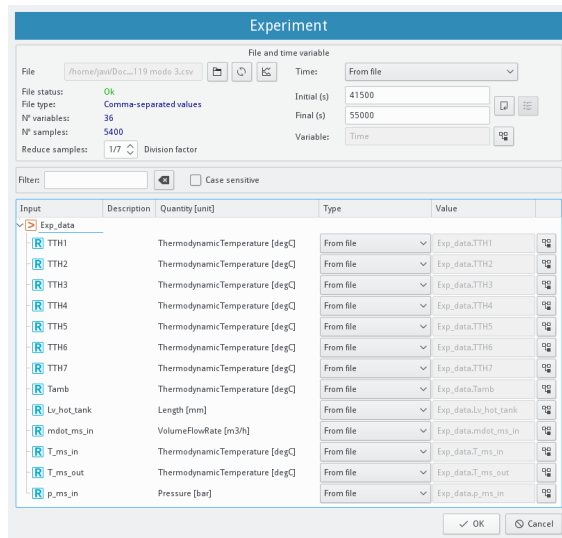 Experiment
File and time variable
File /home/javi/Doc...119 modo 3.csv Time: From file
File status: Ok
File type: Comma-separated values
Nº variables: 36
Nº samples: 5400
Reduce samples: 1/7 Division factor
Initial (s) 41500
Final (s) 55000
Variable: Time
Filter: Case sensitive
Input Description Quantity [unit] Type Value
Exp_data
R TTH1 ThermodynamicTemperature [degC] From file Exp_data.TTH1
R TTH2 ThermodynamicTemperature [degC] From file Exp_data.TTH2
R TTH3 ThermodynamicTemperature [degC] From file Exp_data.TTH3
R TTH4 ThermodynamicTemperature [degC] From file Exp_data.TTH4
R TTH5 ThermodynamicTemperature [degC] From file Exp_data.TTH5
R TTH6 ThermodynamicTemperature [degC] From file Exp_data.TTH6
R TTH7 ThermodynamicTemperature [degC] From file Exp_data.TTH7
R Tamb ThermodynamicTemperature [degC] From file Exp_data.Tamb
R Lv_hot_tank Length [mm] From file Exp_data.Lv_hot_tank
R mdot_ms_in VolumeFlowRate [m3/h] From file Exp_data.mdot_ms_in
R T_ms_in ThermodynamicTemperature [degC] From file Exp_data.T_ms_in
R T_ms_out ThermodynamicTemperature [degC] From file Exp_data.T_ms_out
R p_ms_in Pressure [bar] From file Exp_data.p_ms_in
OK Cancel